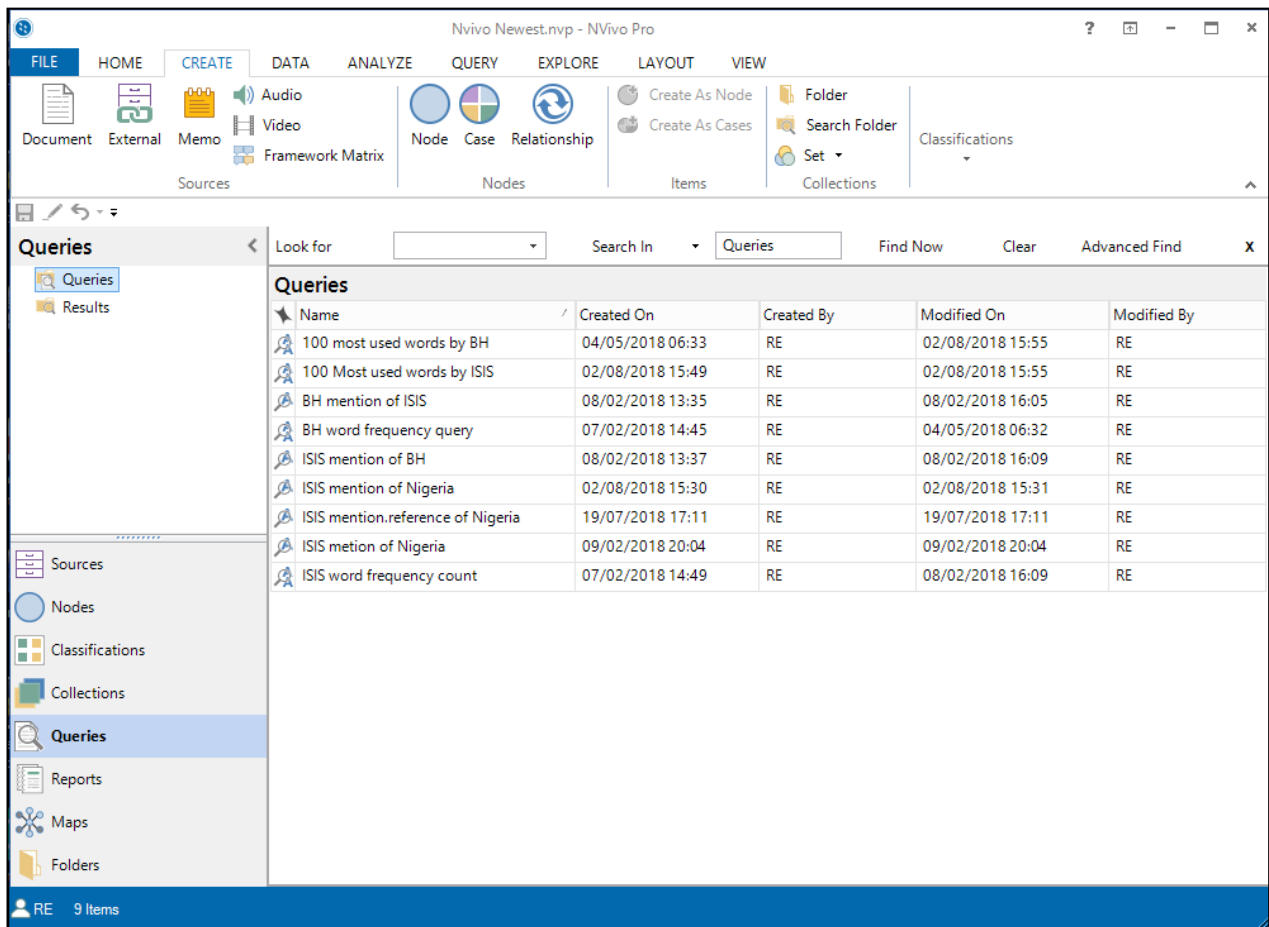 Nvivo Newest.nvp - NVivo Pro
?
x
FILE HOME CREATE DATA ANALYZE QUERY EXPLORE LAYOUT VIEW
Document External Memo
Audio
Video
Framework Matrix
Sources
Node Case Relationship
Nodes
Create As Node
Create As Cases
Items
Folder
Search Folder
Set
Collections
Classifications
Queries
Look for Search In Queries Find Now Clear Advanced Find x
Queries
Results
Queries
Name Created On Created By Modified On Modified By
100 most used words by BH 04/05/2018 06:33 RE 02/08/2018 15:55 RE
100 Most used words by ISIS 02/08/2018 15:49 RE 02/08/2018 15:55 RE
BH mention of ISIS 08/02/2018 13:35 RE 08/02/2018 16:05 RE
BH word frequency query 07/02/2018 14:45 RE 04/05/2018 06:32 RE
ISIS mention of BH 08/02/2018 13:37 RE 08/02/2018 16:09 RE
ISIS mention of Nigeria 02/08/2018 15:30 RE 02/08/2018 15:31 RE
ISIS mention.reference of Nigeria 19/07/2018 17:11 RE 19/07/2018 17:11 RE
ISIS metion of Nigeria 09/02/2018 20:04 RE 09/02/2018 20:04 RE
ISIS word frequency count 07/02/2018 14:49 RE 08/02/2018 16:09 RE
Sources
Nodes
Classifications
Collections
Queries
Reports
Maps
Folders
RE 9 Items